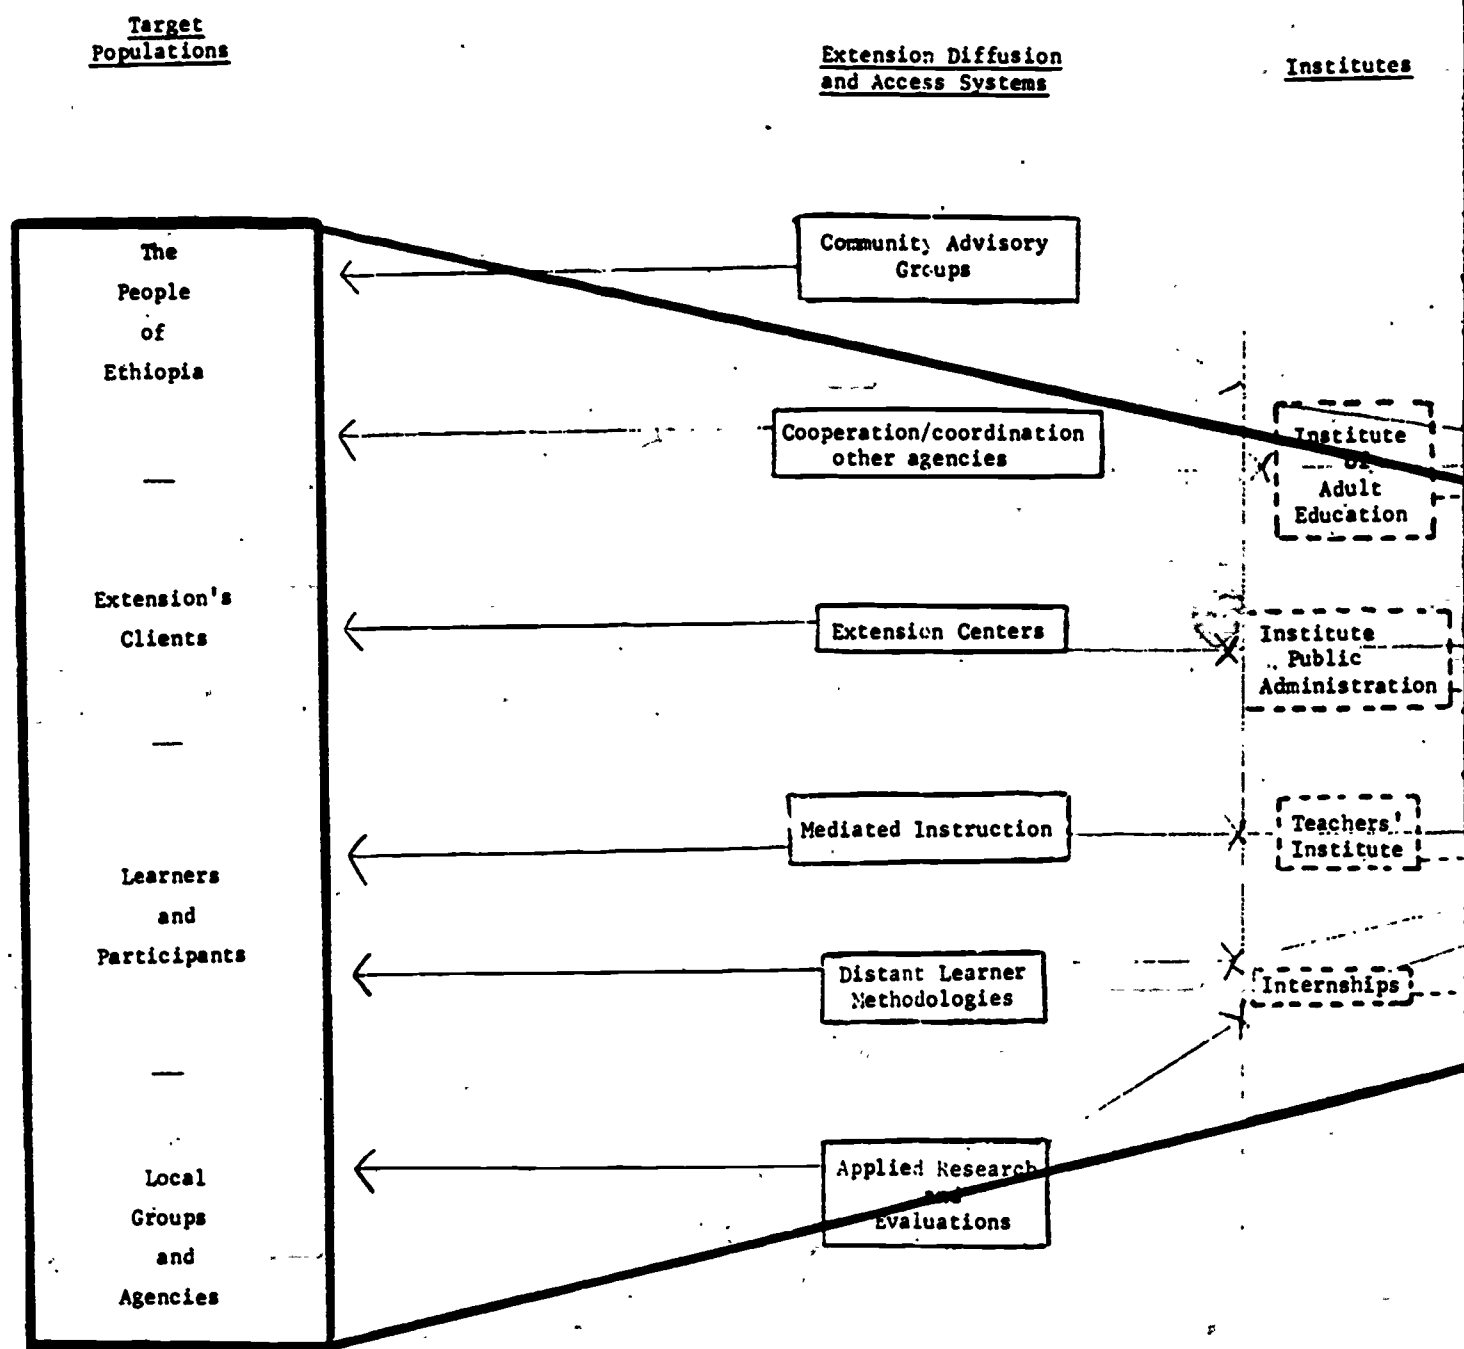 Target
Populations
Extension Diffusion
and Access Systems
Institutes
The
People
of
Ethiopia
—
Extension's
Clients
—
Learners
and
Participants
—
Local
Groups
and
Agencies
Community Advisory
Groups
Cooperation/coordination
other agencies
Extension Centers
Mediated Instruction
Distant Learner
Methodologies
Applied Research
and
Evaluations
Institute
of
Adult
Education
Institute
Public
Administration
Teachers'
Institute
Internships